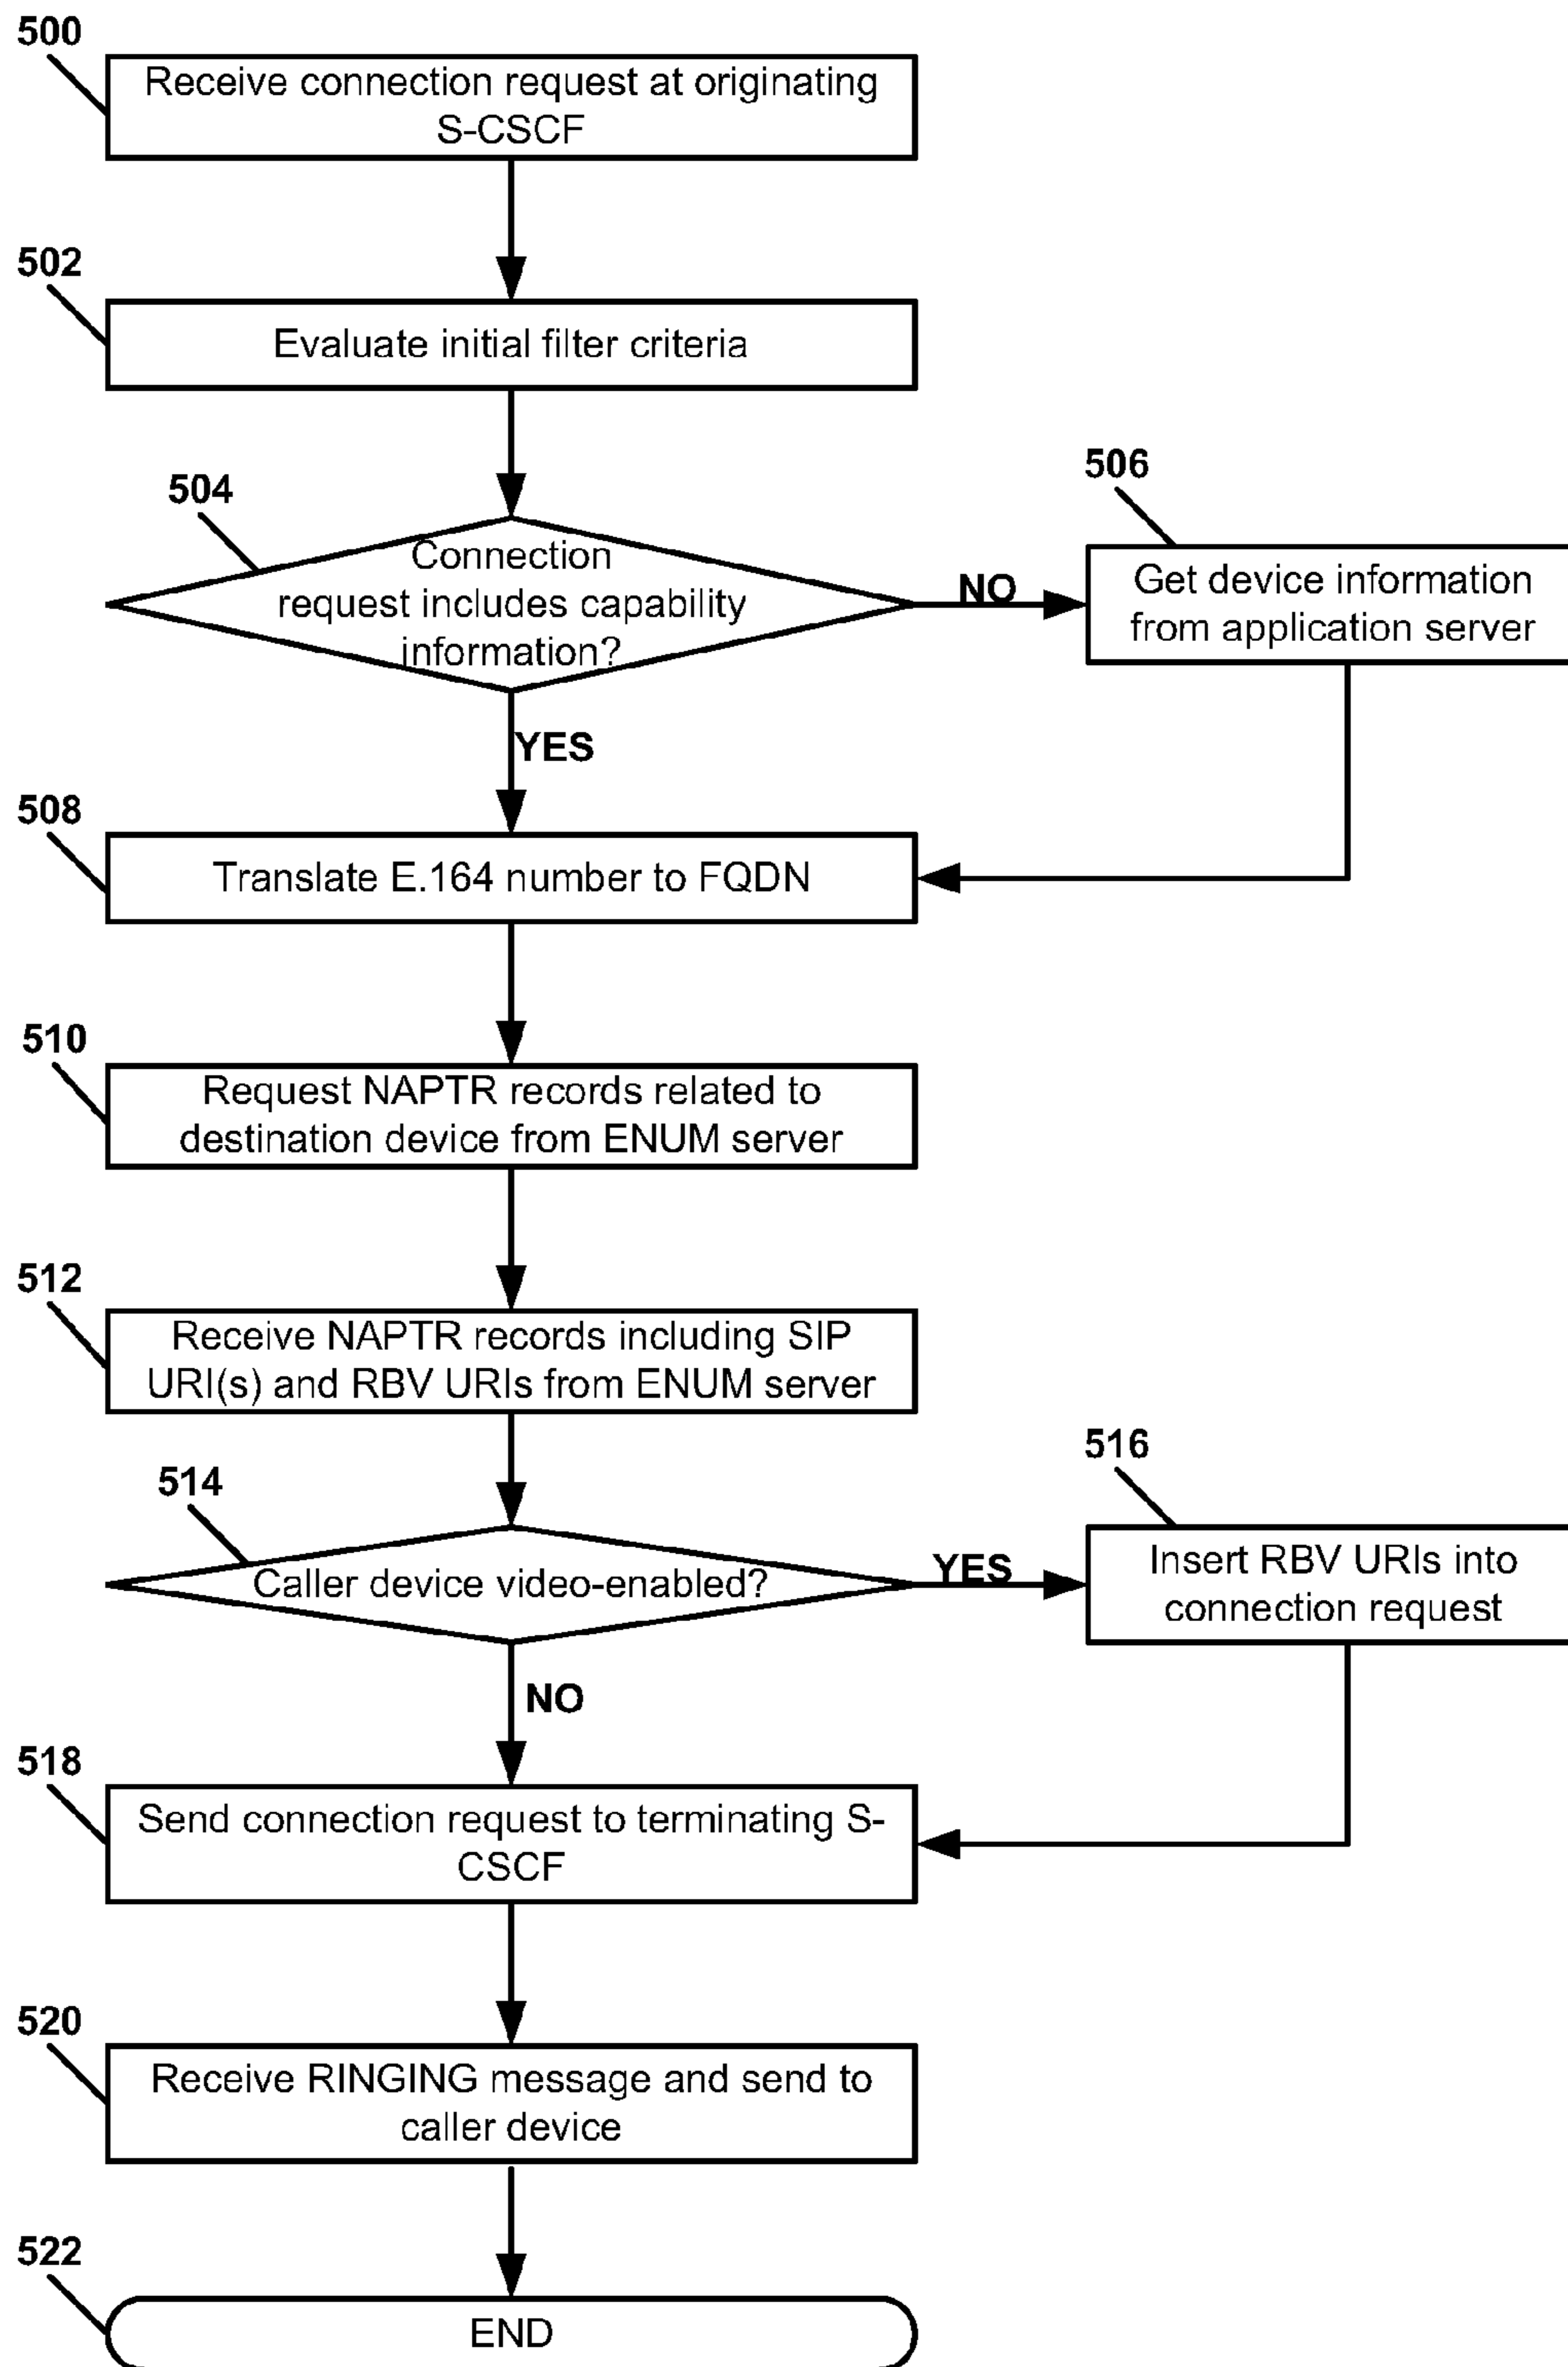 500
Receive connection request at originating
S-CSCF
502
Evaluate initial filter criteria
504
Connection
request includes capability
information?
NO
506
Get device information
from application server
YES
508
Translate E.164 number to FQDN
510
Request NAPTR records related to
destination device from ENUM server
512
Receive NAPTR records including SIP
URI(s) and RBV URIs from ENUM server
514
Caller device video-enabled?
YES
516
Insert RBV URIs into
connection request
NO
518
Send connection request to terminating S-
CSCF
520
Receive RINGING message and send to
caller device
522
END